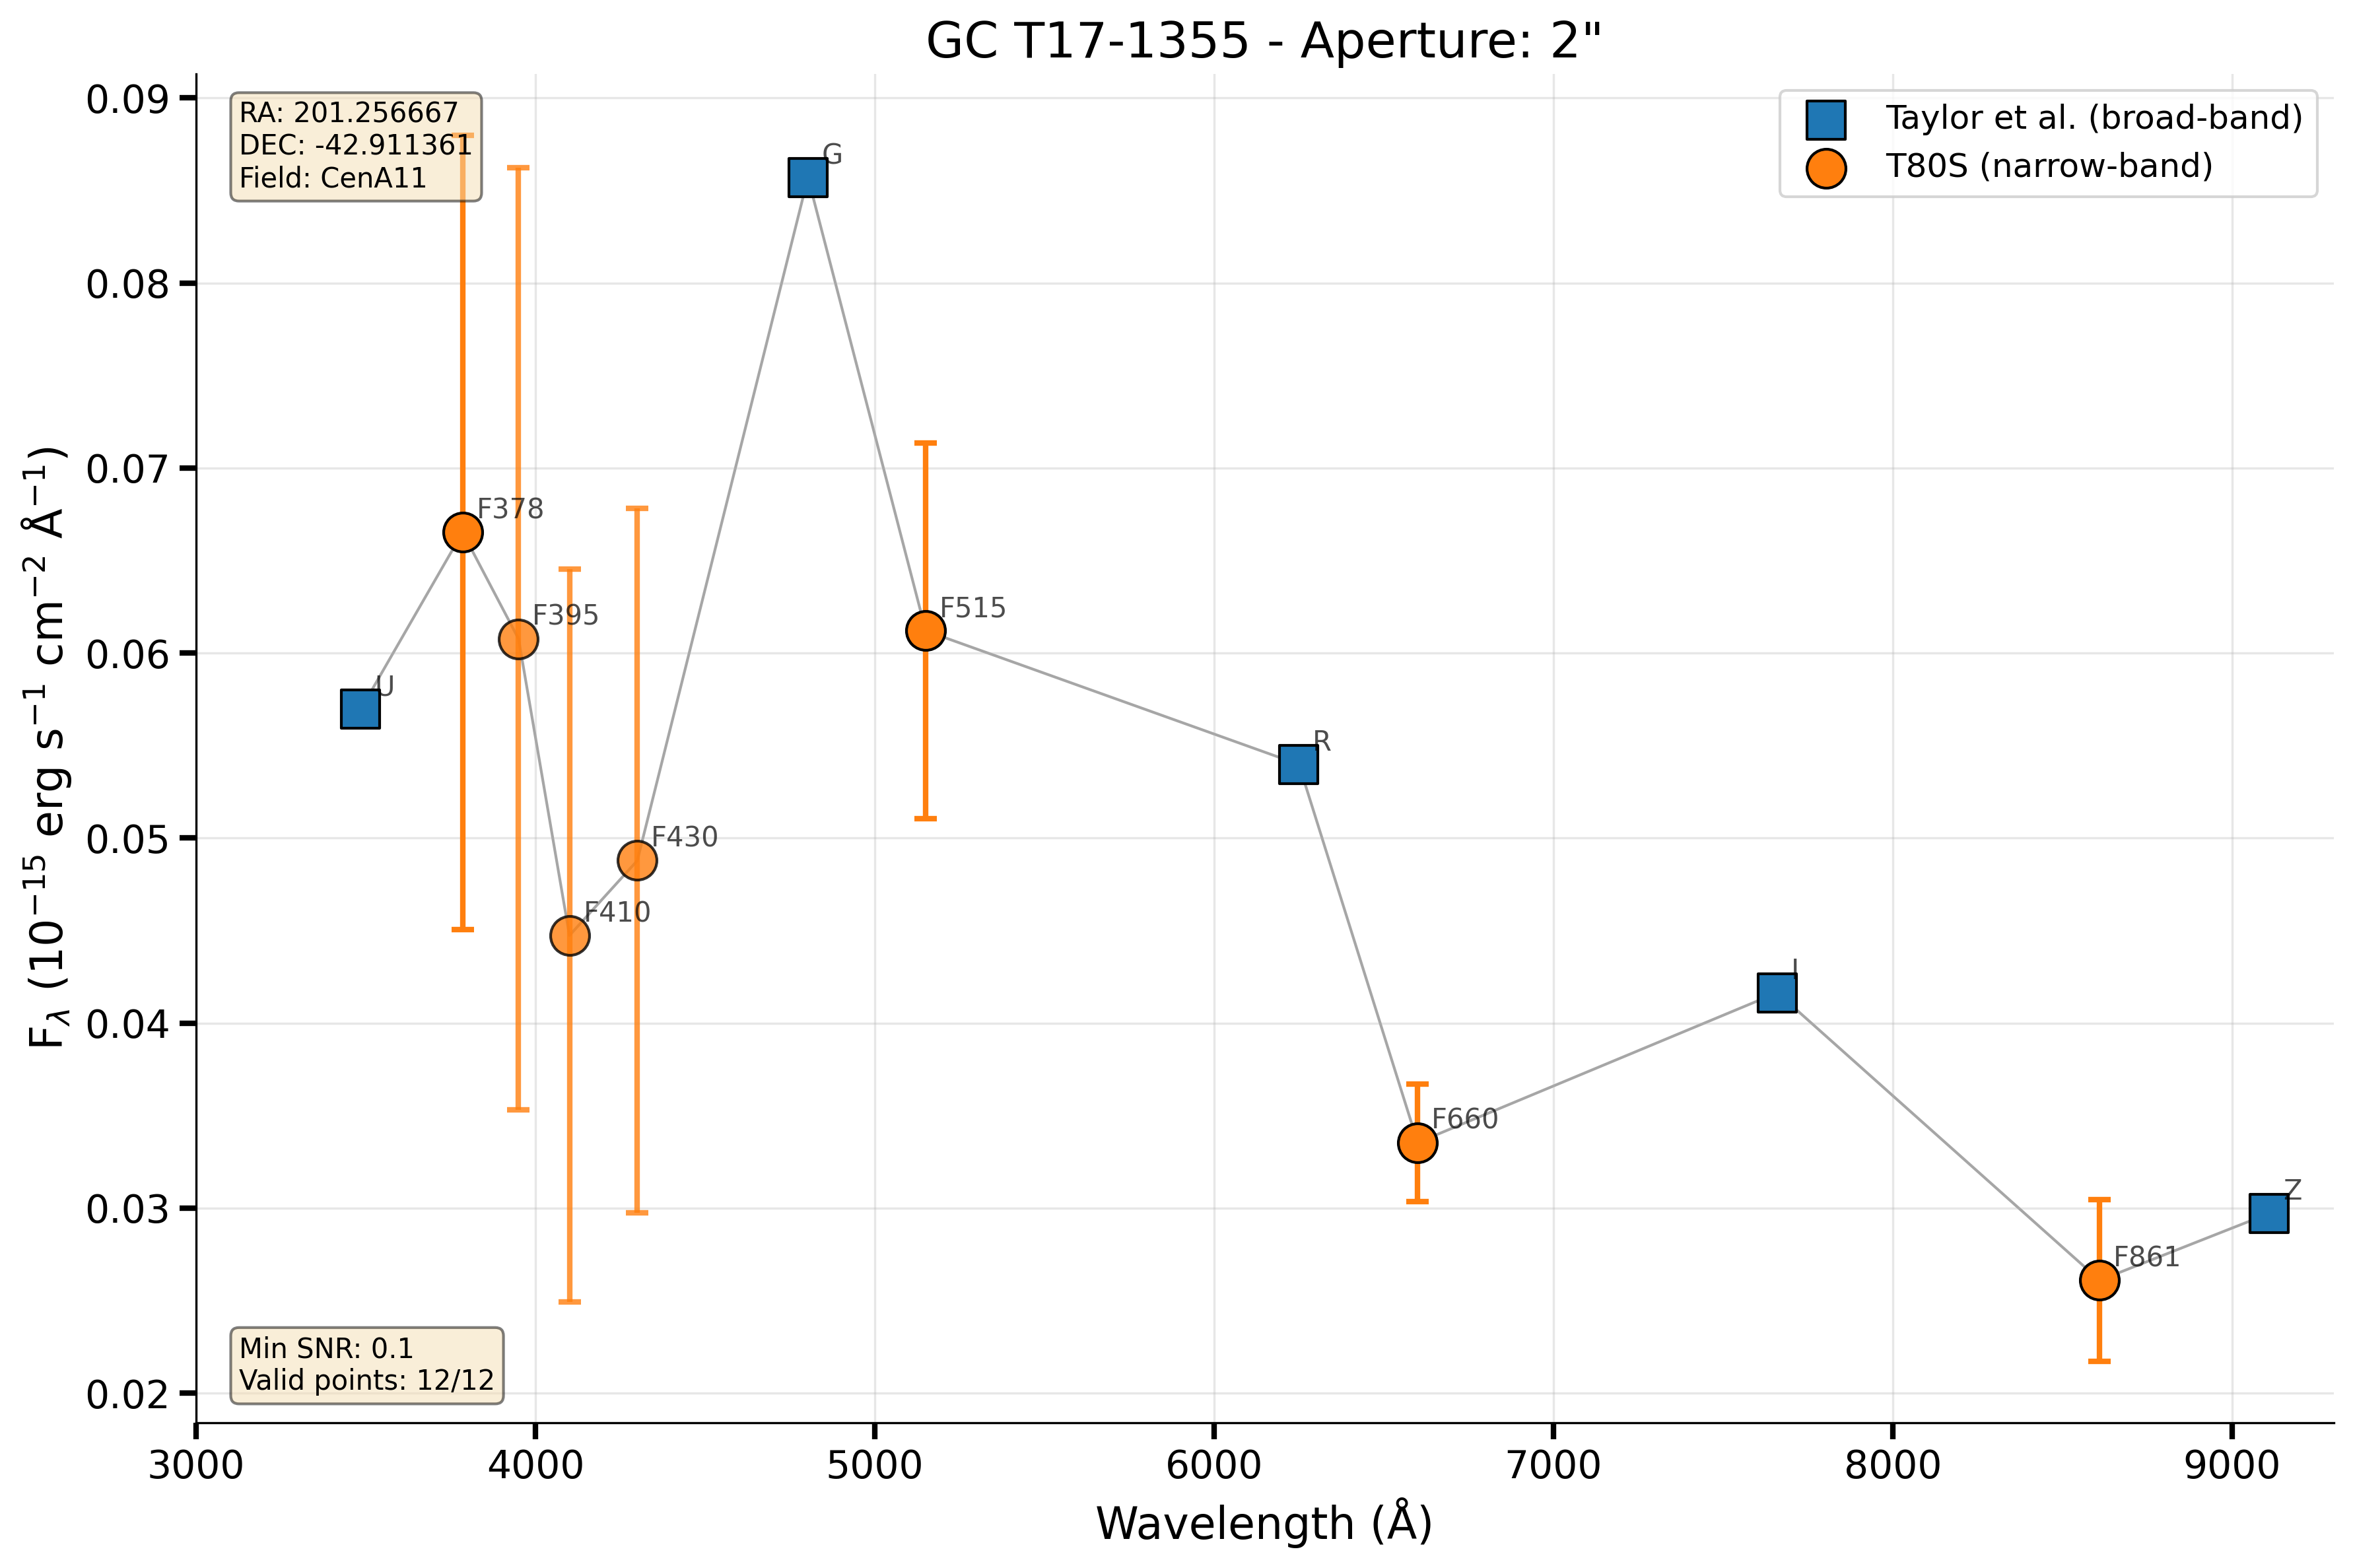 GC T17-1355 - Aperture: 2"
RA: 201.256667
DEC: -42.911361
Field: CenA11
Taylor et al. (broad-band)
T80S (narrow-band)
G
F378
F395
U
F515
R
F430
F410
I
F660
Z
F861
Min SNR: 0.1
Valid points: 12/12
0.09
0.08
0.07
0.06
0.05
0.04
0.03
0.02
F$_λ$ (10$^{−15}$ erg s$^{−1}$ cm$^{−2}$ Å$^{−1}$)
3000 4000 5000 6000 7000 8000 9000
Wavelength (Å)